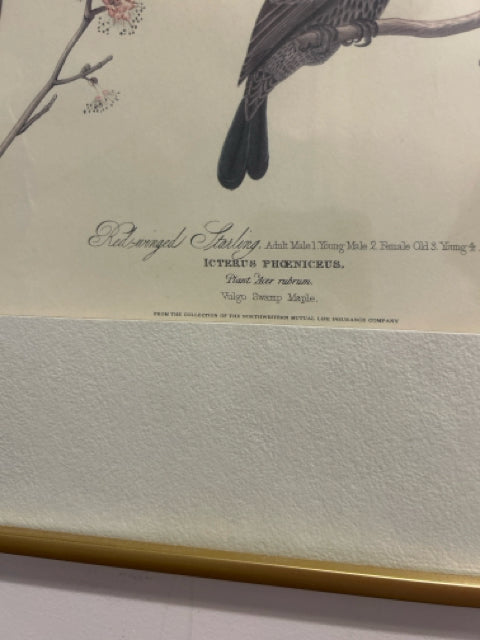 Red-winged Starling. Adult Male 1. Young Male 2. Female Old 3. Young 4.
ICTERUS PHŒNICEUS,
Plant Acer rubrum.
Vulgo Swamp Maple.
FROM THE COLLECTION OF THE NORTHWESTERN MUTUAL LIFE INSURANCE COMPANY